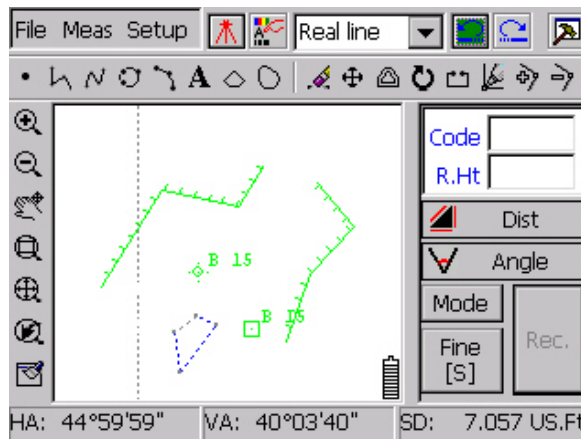 File Meas Setup Real line
A
Code
R.Ht
Dist
Angle
B 15
B 15
Mode
Fine
[S]
Rec.
HA: 44°59'59" VA: 40°03'40" SD: 7.057 US.Ft